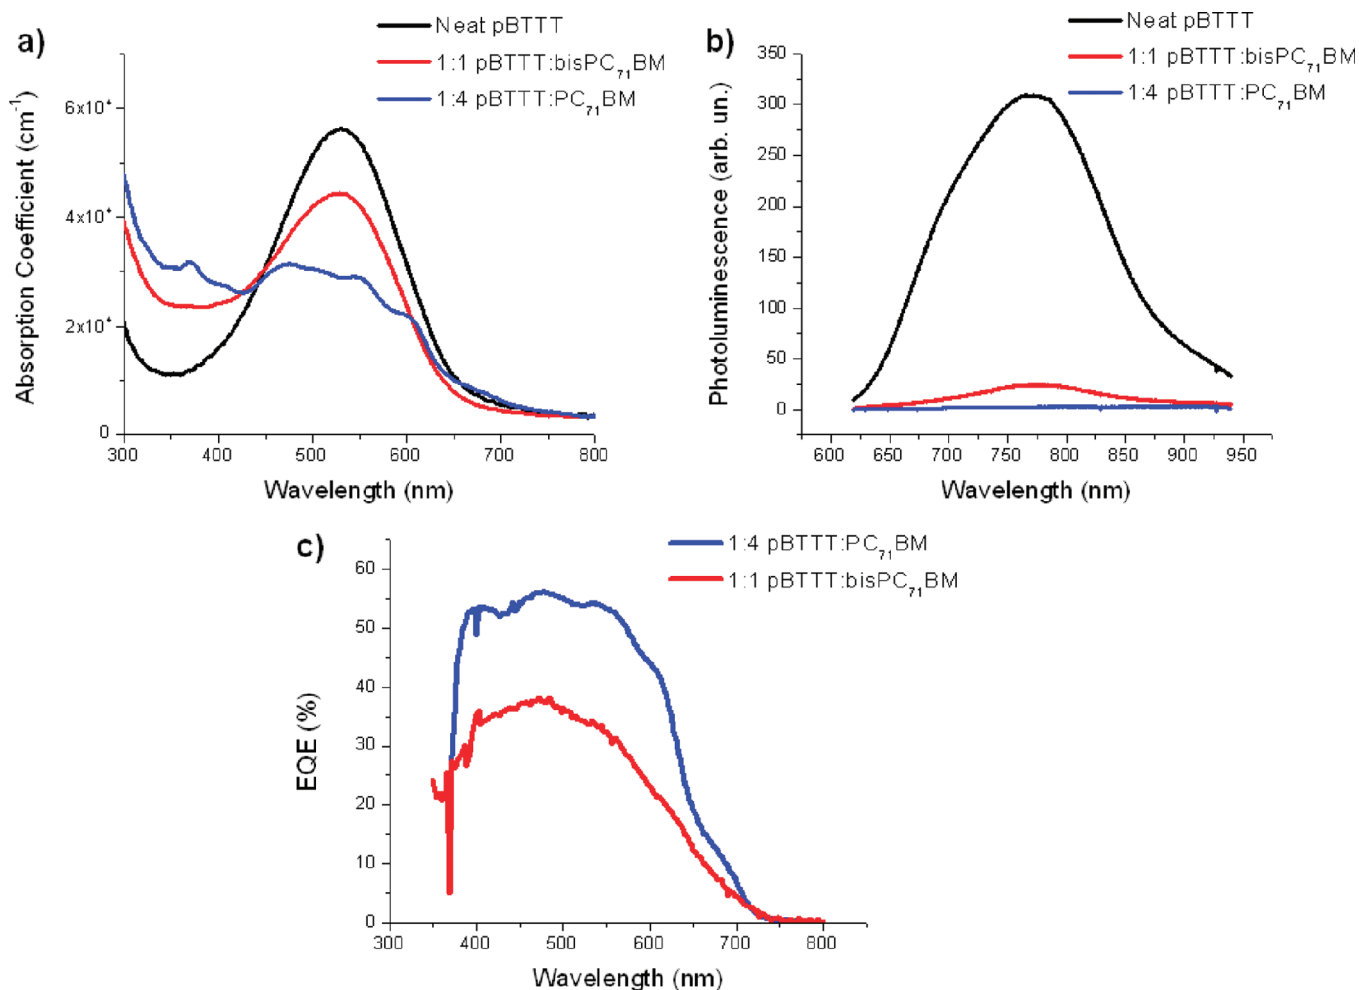 a)
Neat pBTTT
1:1 pBTTT:bisPC71BM
1:4 pBTTT:PC71BM
Absorption Coefficient (cm-1)
6x10⁴
4x10⁴
2x10⁴
0
300 400 500 600 700 800
Wavelength (nm)
b)
Neat pBTTT
1:1 pBTTT:bisPC71BM
1:4 pBTTT:PC71BM
Photoluminescence (arb. un.)
350
300
250
200
150
100
50
0
600 650 700 750 800 850 900 950
Wavelength (nm)
c)
1:4 pBTTT:PC71BM
1:1 pBTTT:bisPC71BM
EQE (%)
60
50
40
30
20
10
0
300 400 500 600 700 800
Wavelength (nm)